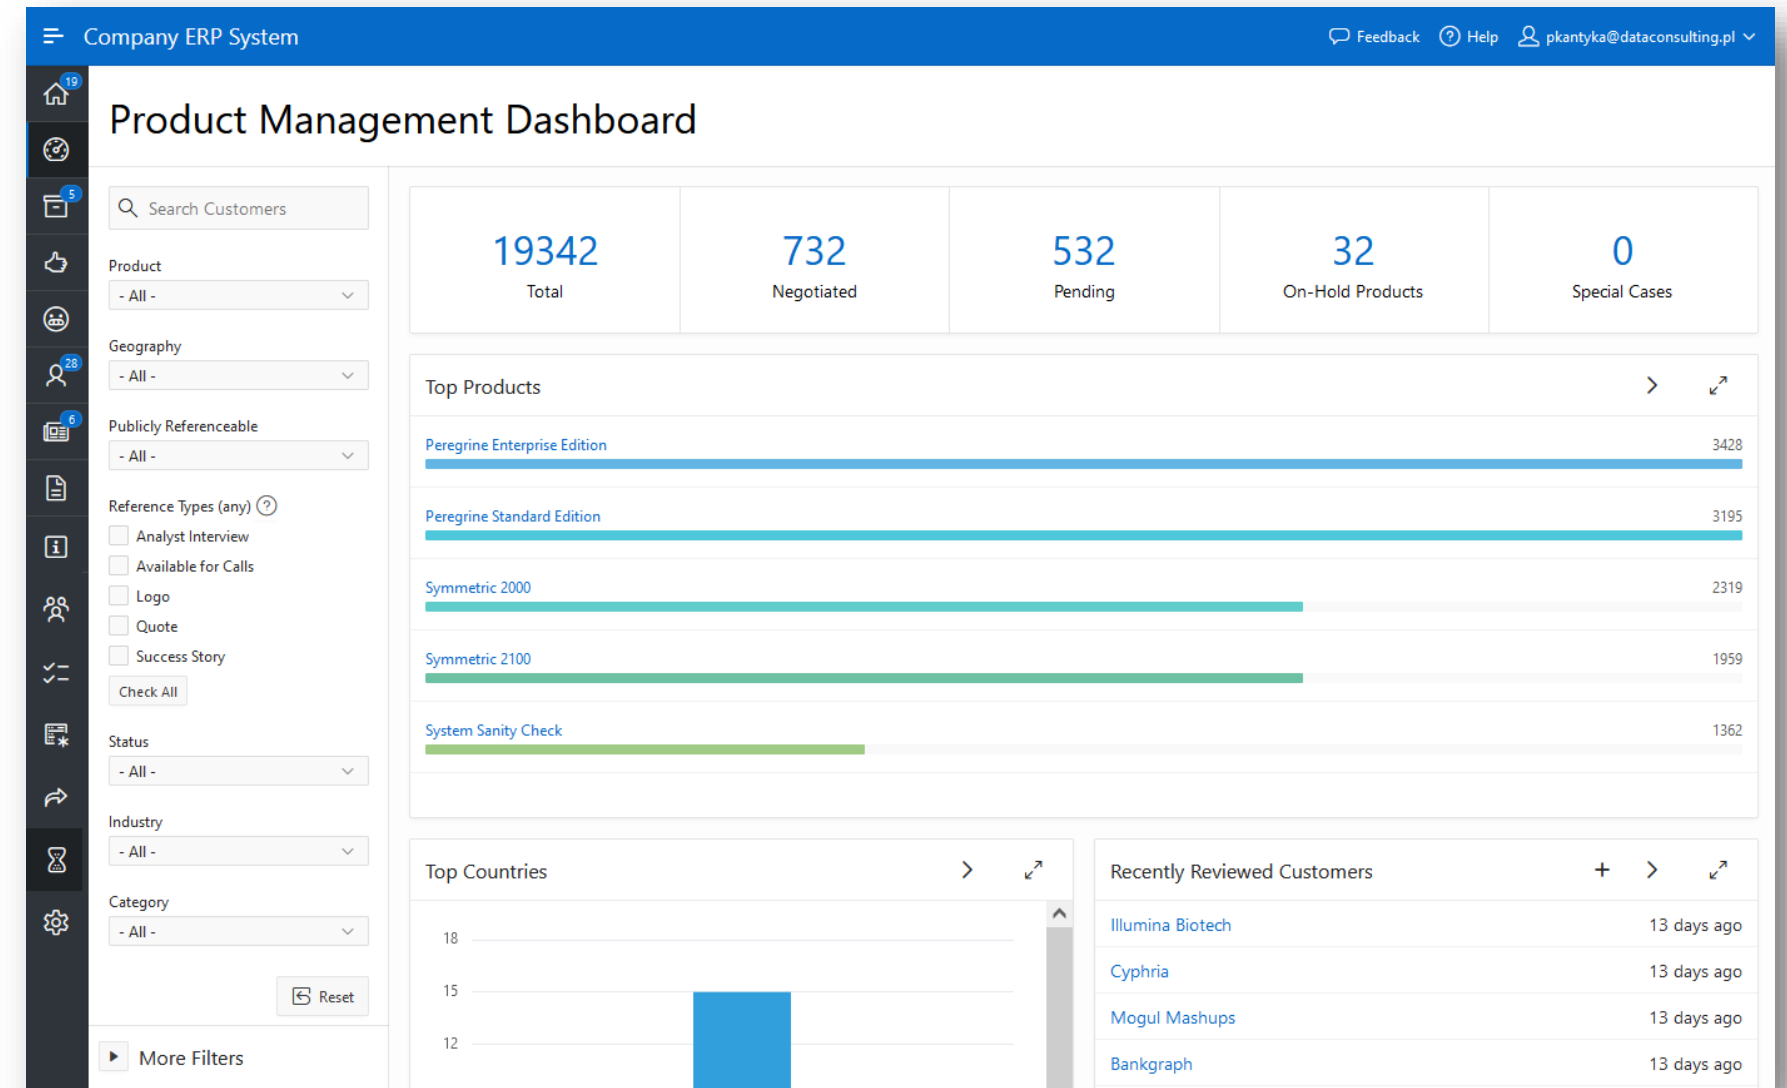 Company ERP System
Feedback
Help
pkantyka@dataconsulting.pl
19
5
28
6
Product Management Dashboard
Search Customers
Product
- All -
Geography
- All -
Publicly Referenceable
- All -
Reference Types (any) ?
Analyst Interview
Available for Calls
Logo
Quote
Success Story
Check All
Status
- All -
Industry
- All -
Category
- All -
Reset
More Filters
19342
Total
732
Negotiated
532
Pending
32
On-Hold Products
0
Special Cases
Top Products
Peregrine Enterprise Edition 3428
Peregrine Standard Edition 3195
Symmetric 2000 2319
Symmetric 2100 1959
System Sanity Check 1362
Top Countries
18
15
12
Recently Reviewed Customers
Illumina Biotech 13 days ago
Cyphria 13 days ago
Mogul Mashups 13 days ago
Bankgraph 13 days ago